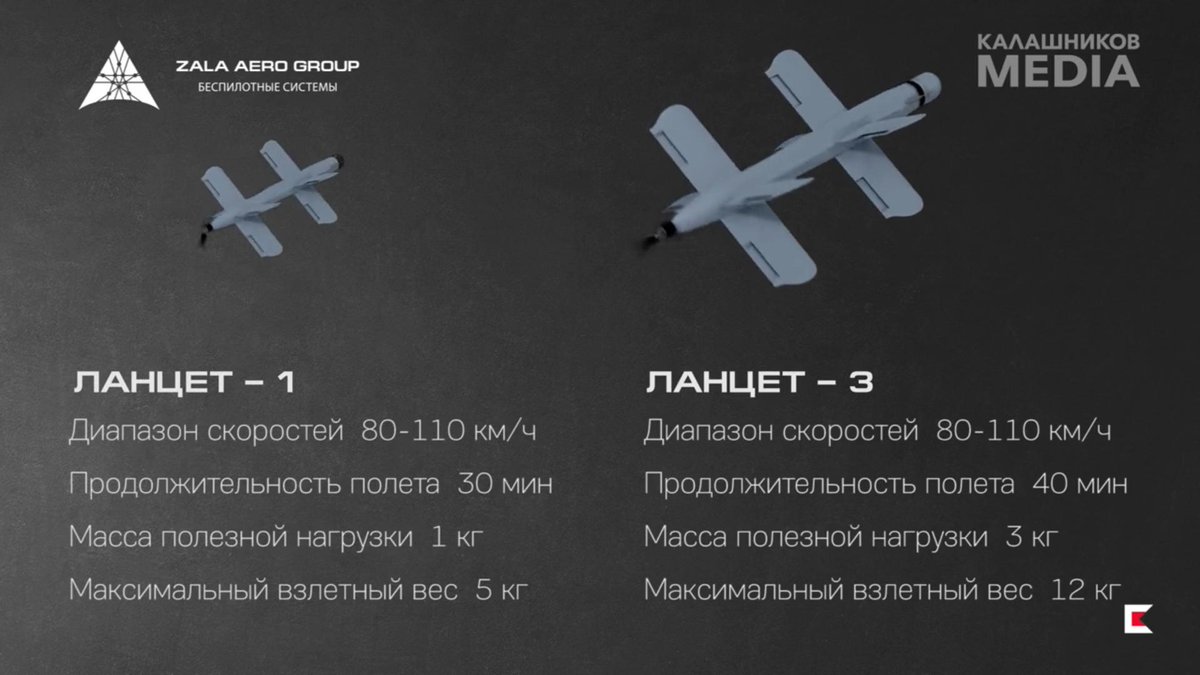 ZALA AERO GROUP
БЕСПИЛОТНЫЕ СИСТЕМЫ
КАЛАШНИКОВ
MEDIA
ЛАНЦЕТ – 1
Диапазон скоростей 80-110 км/ч
Продолжительность полета 30 мин
Масса полезной нагрузки 1 кг
Максимальный взлетный вес 5 кг
ЛАНЦЕТ – 3
Диапазон скоростей 80-110 км/ч
Продолжительность полета 40 мин
Масса полезной нагрузки 3 кг
Максимальный взлетный вес 12 кг